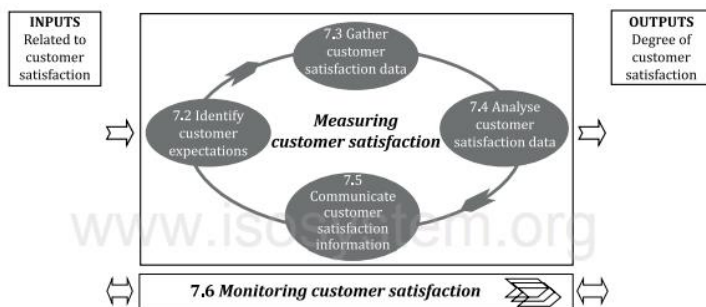 INPUTS
Related to
customer
satisfaction
OUTPUTS
Degree of
customer
satisfaction
7.3 Gather
customer
satisfaction data
7.2 Identify
customer
expectations
Measuring
customer satisfaction
7.4 Analyse
customer
satisfaction data
7.5
Communicate
customer
satisfaction
information
www.isosystem.org
7.6 Monitoring customer satisfaction